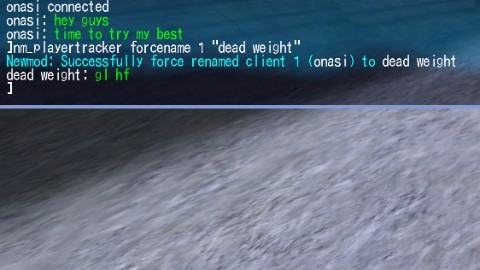 onasi connected
onasi: hey guys
onasi: time to try my best
]nm_playertracker forcename 1 "dead weight"
Newmod: Successfully force renamed client 1 (onasi) to dead weight
dead weight: gl hf
]